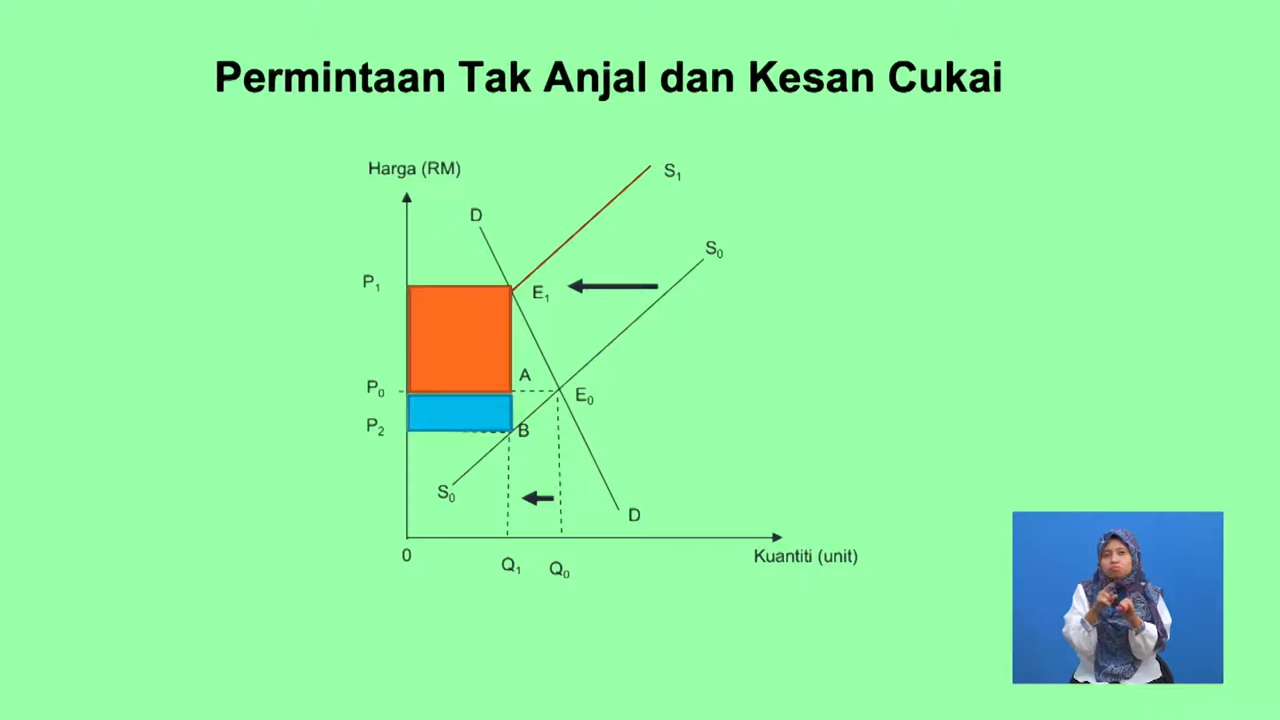 Permintaan Tak Anjal dan Kesan Cukai
Harga (RM)
S₁
D
S₀
P₁
E₁
A
P₀
E₀
P₂
B
S₀
D
0
Q₁
Q₀
Kuantiti (unit)